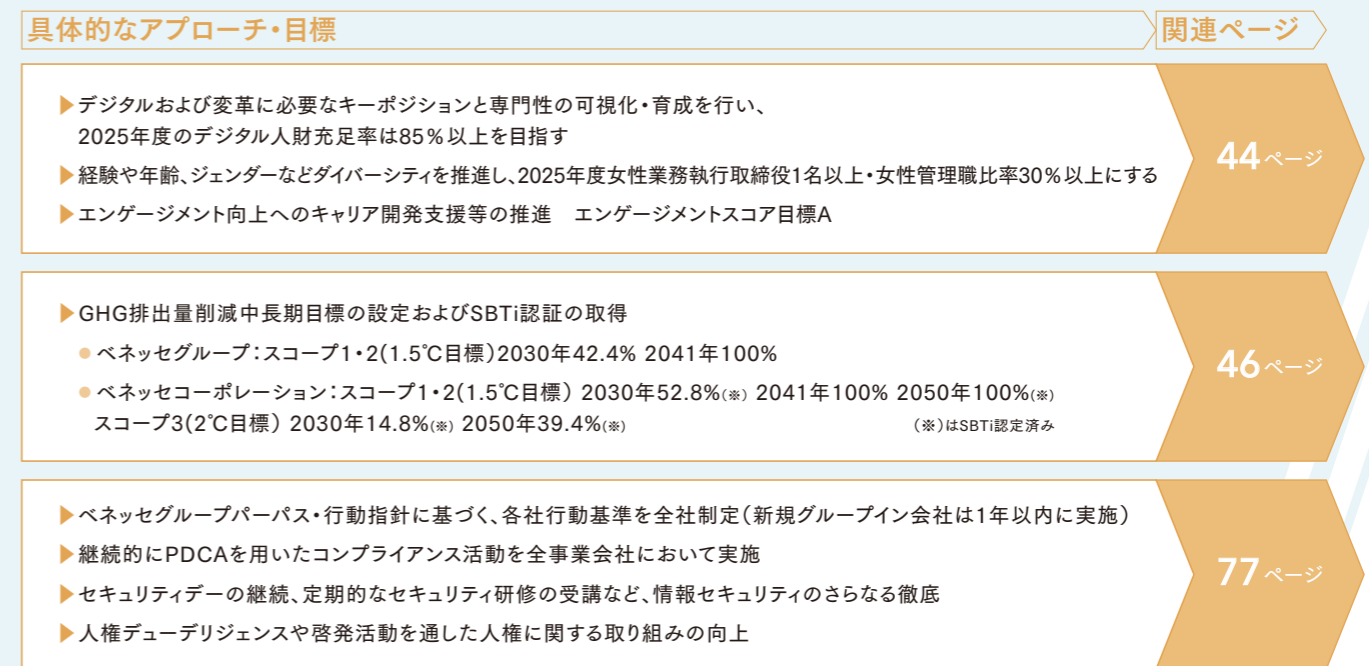 具体的なアプローチ・目標
関連ページ
▶デジタルおよび変革に必要なキーポジションと専門性の可視化・育成を行い、
2025年度のデジタル人財充足率は85％以上を目指す
▶経験や年齢、ジェンダーなどダイバーシティを推進し、2025年度女性業務執行取締役1名以上・女性管理職比率30％以上にする
▶エンゲージメント向上へのキャリア開発支援等の推進　エンゲージメントスコア目標A
44ページ
▶GHG排出量削減中長期目標の設定およびSBTi認証の取得
● ベネッセグループ：スコープ1・2(1.5℃目標)2030年42.4% 2041年100%
● ベネッセコーポレーション：スコープ1・2(1.5℃目標) 2030年52.8%(※) 2041年100% 2050年100%(※)
スコープ3(2℃目標) 2030年14.8%(※) 2050年39.4%(※)
(※)はSBTi認定済み
46ページ
▶ベネッセグループパーパス・行動指針に基づく、各社行動基準を全社制定（新規グループイン会社は1年以内に実施）
▶継続的にPDCAを用いたコンプライアンス活動を全事業会社において実施
▶セキュリティデーの継続、定期的なセキュリティ研修の受講など、情報セキュリティのさらなる徹底
▶人権デューデリジェンスや啓発活動を通した人権に関する取り組みの向上
77ページ